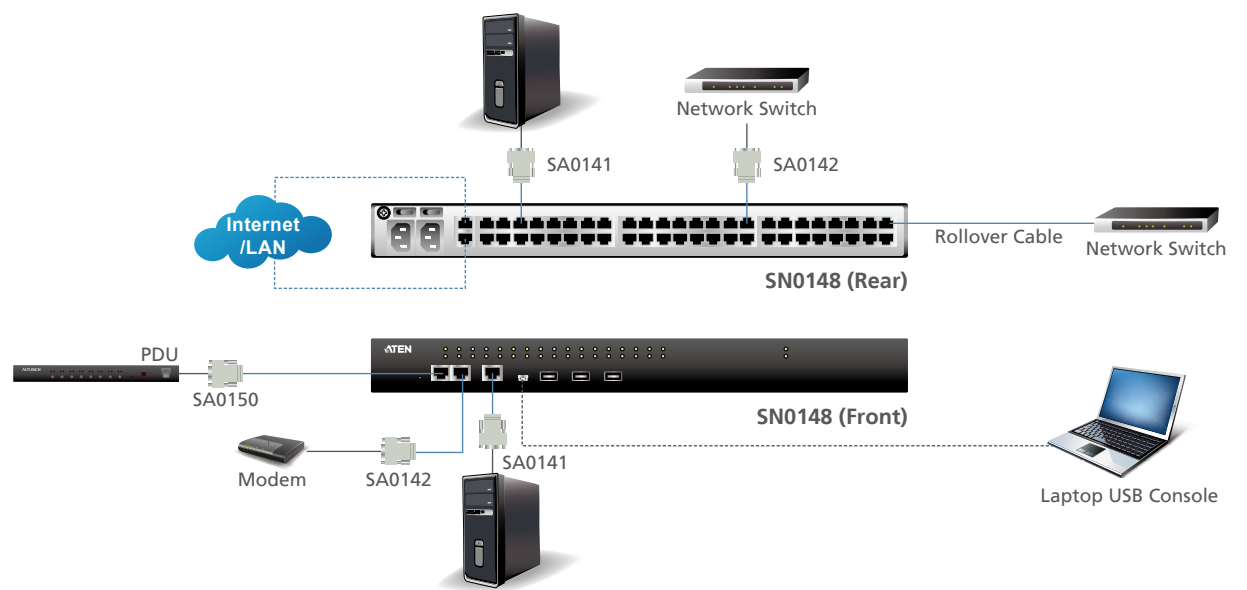 Network Switch
SA0141
SA0142
Internet
/LAN
Rollover Cable
Network Switch
SN0148 (Rear)
ATEN
PDU
ALTUSEN
SA0150
SN0148 (Front)
SA0141
Modem
SA0142
Laptop USB Console